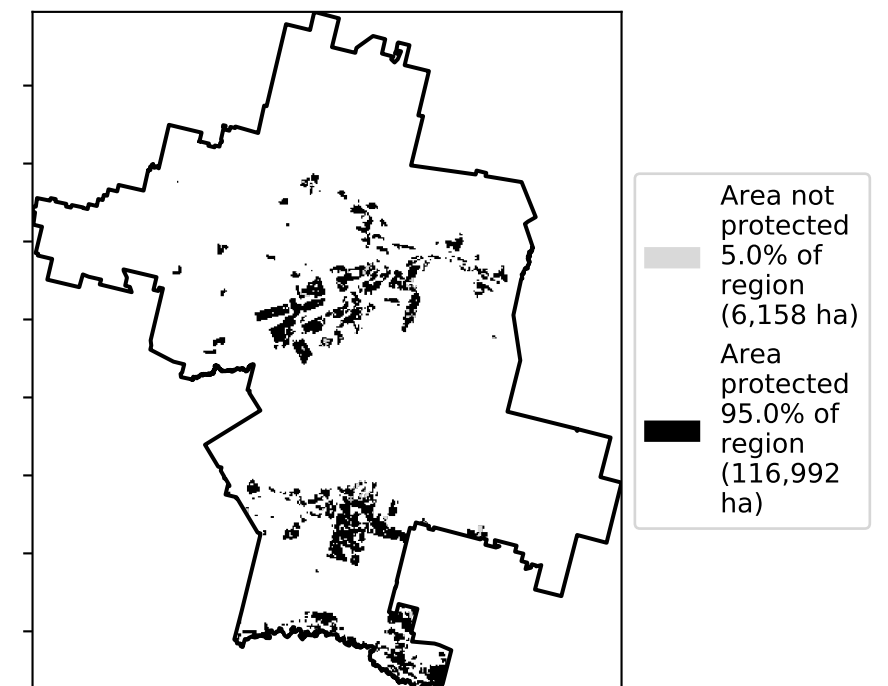 Area not
protected
5.0% of
region
(6,158 ha)
Area
protected
95.0% of
region
(116,992
ha)